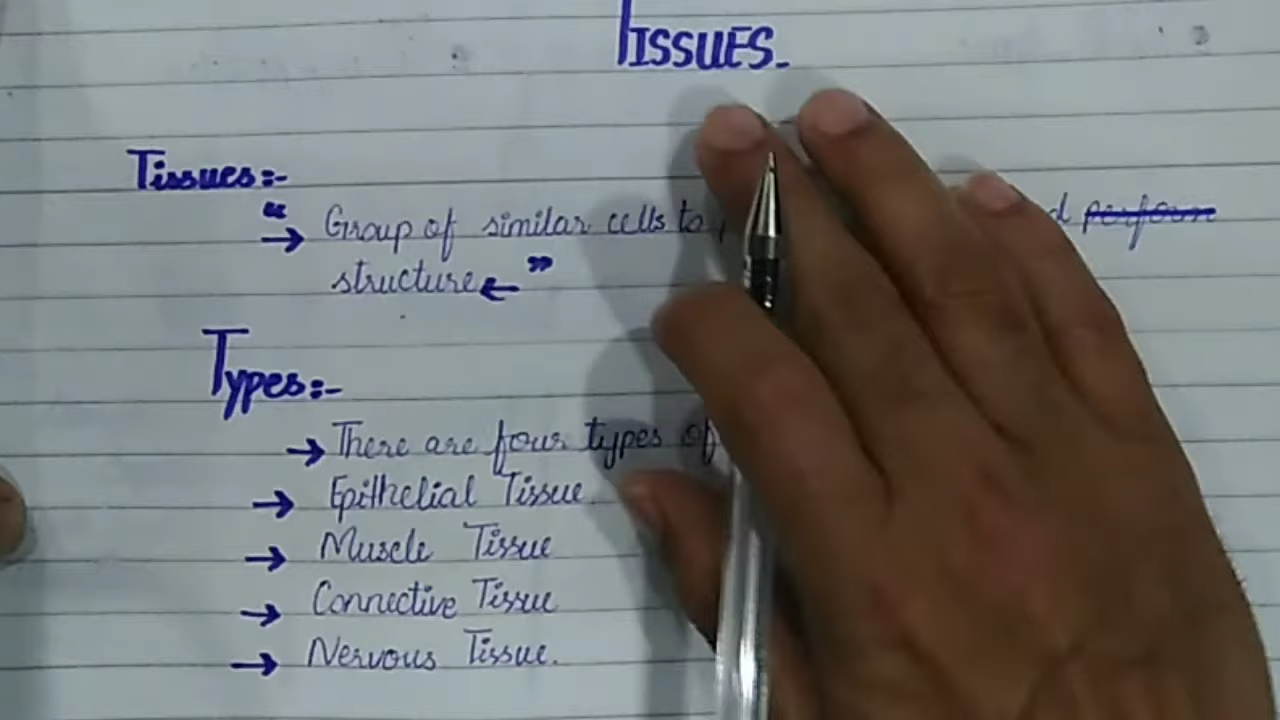 TISSUES.
Tissues:-
“ → Group of similar cells to perform
structure ← ”
Types:-
→ There are four types of
→ Epithelial Tissue.
→ Muscle Tissue
→ Connective Tissue
→ Nervous Tissue.